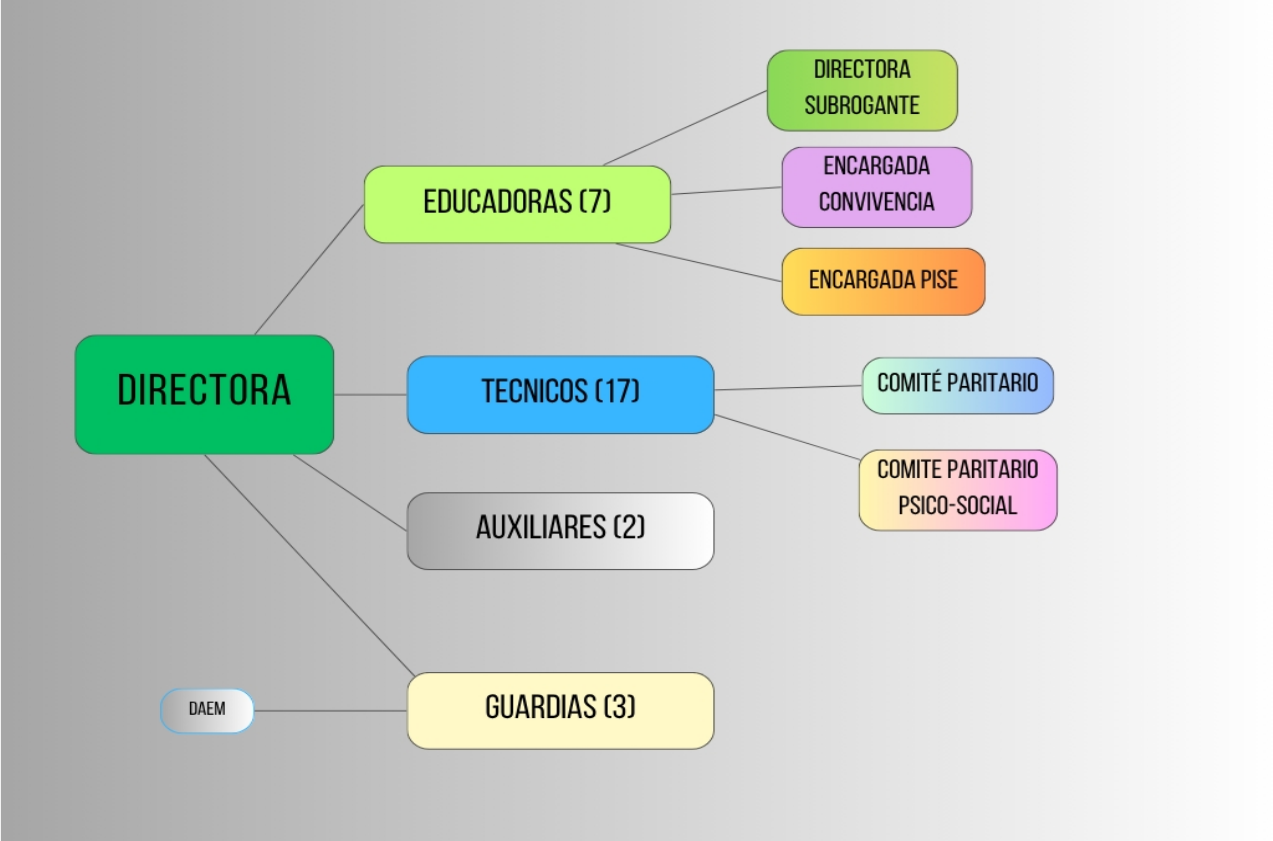 DIRECTORA
SUBROGANTE
ENCARGADA
CONVIVENCIA
EDUCADORAS (7)
ENCARGADA PISE
DIRECTORA
TECNICOS (17)
COMITÉ PARITARIO
COMITE PARITARIO
PSICO-SOCIAL
AUXILIARES (2)
DAEM
GUARDIAS (3)